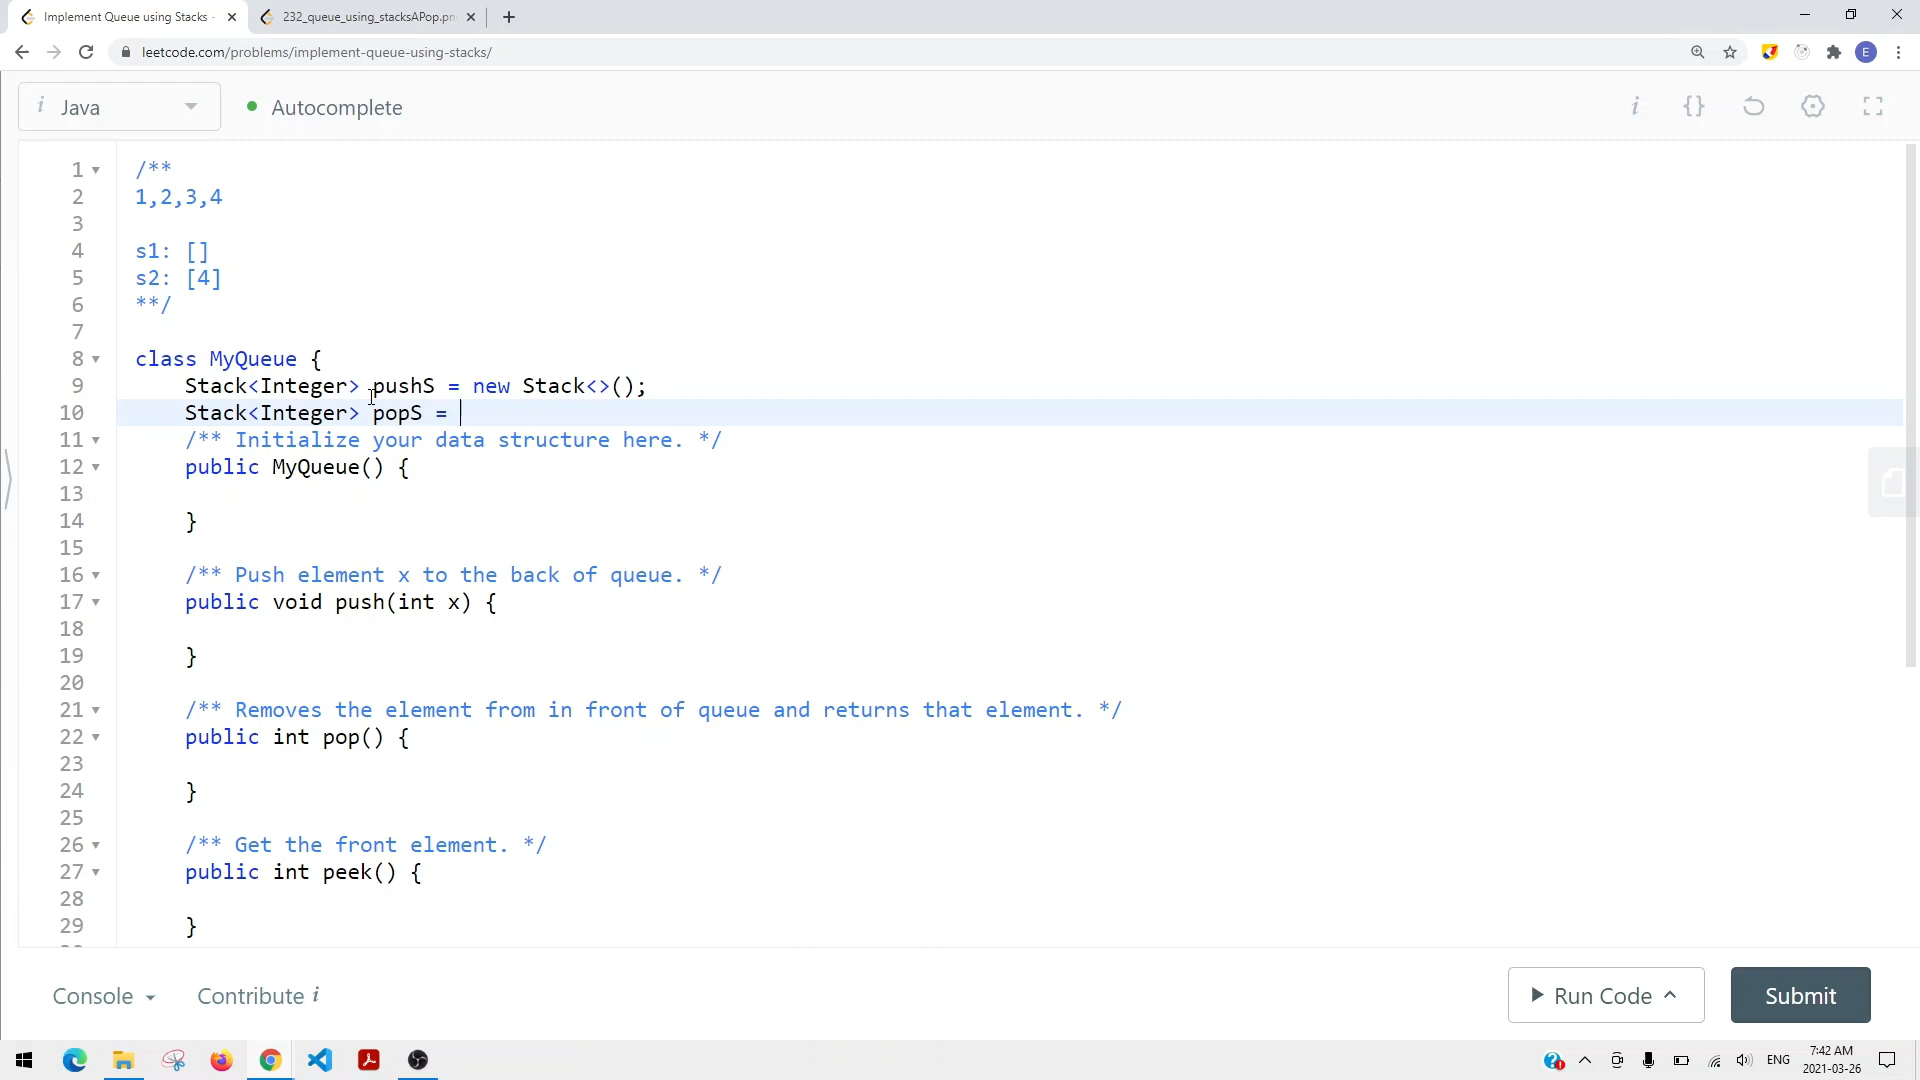 Implement Queue using Stacks -
232_queue_using_stacksAPop.pn
leetcode.com/problems/implement-queue-using-stacks/
E
i Java
Autocomplete
i {}
1 /**
2 1,2,3,4
3
4 s1: []
5 s2: [4]
6 **/
7
8 class MyQueue {
9 Stack<Integer> pushS = new Stack<>();
10 Stack<Integer> popS =
11 /** Initialize your data structure here. */
12 public MyQueue() {
13
14 }
15
16 /** Push element x to the back of queue. */
17 public void push(int x) {
18
19 }
20
21 /** Removes the element from in front of queue and returns that element. */
22 public int pop() {
23
24 }
25
26 /** Get the front element. */
27 public int peek() {
28
29 }
Console
Contribute i
Run Code
Submit
ENG
7:42 AM
2021-03-26